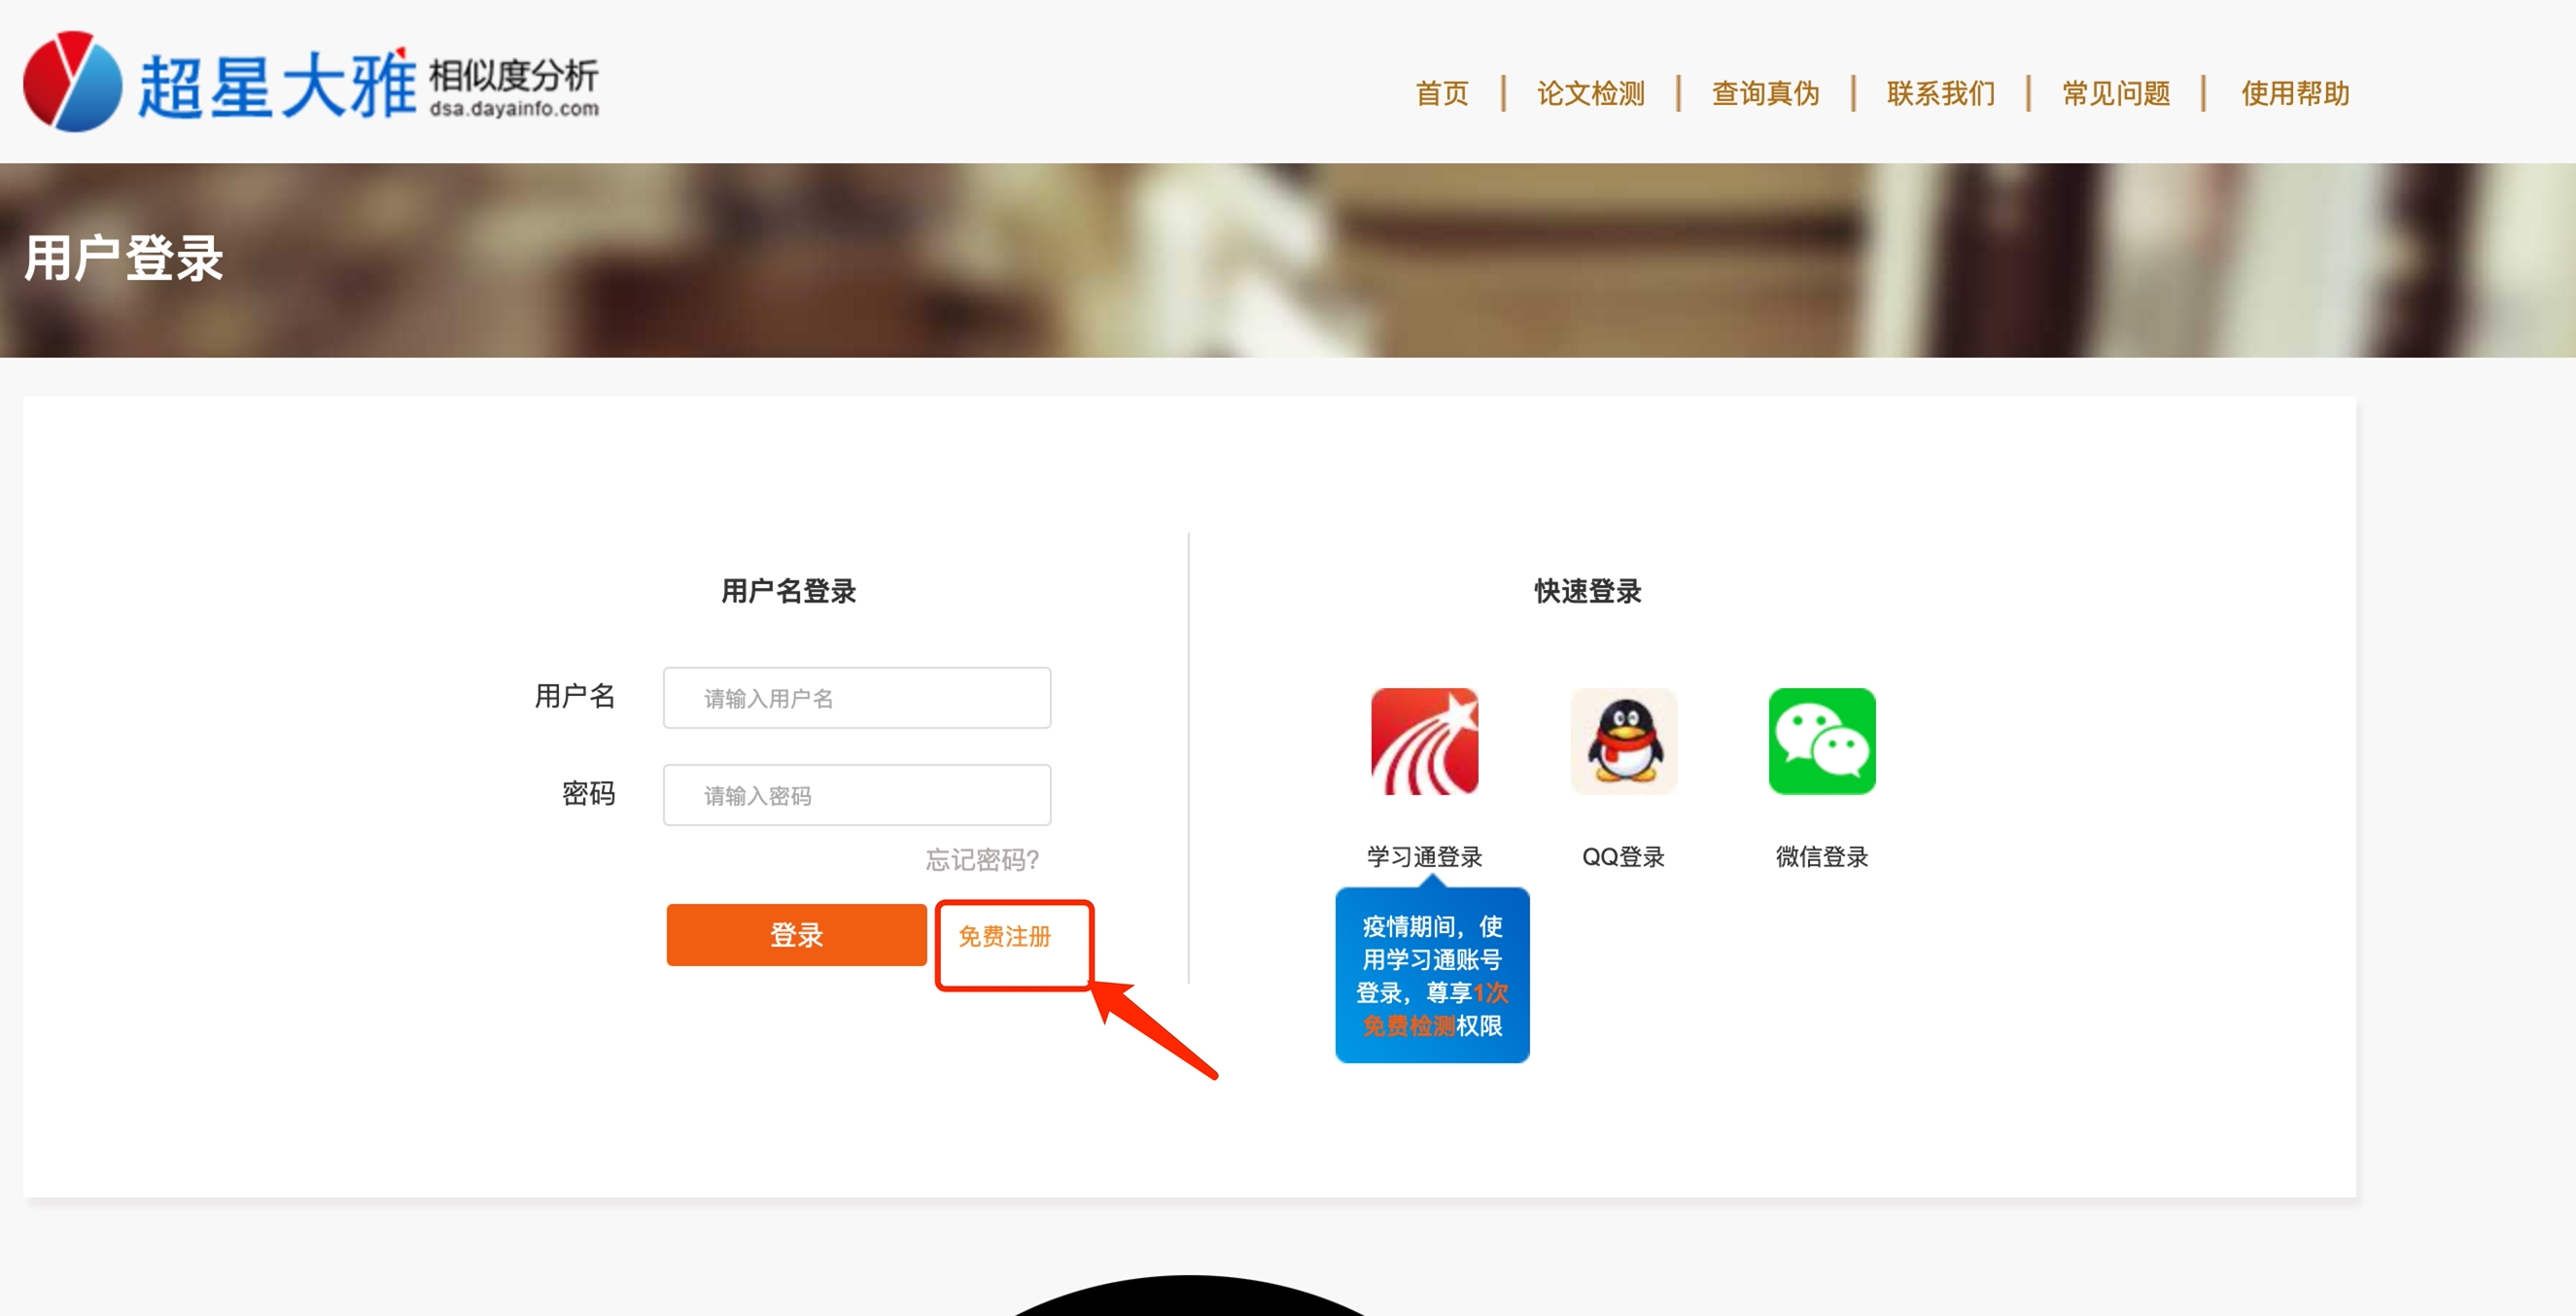 超星大雅 相似度分析
dsa.dayainfo.com
首页 | 论文检测 | 查询真伪 | 联系我们 | 常见问题 | 使用帮助
用户登录
用户名登录
用户名 请输入用户名
密码 请输入密码
忘记密码?
登录 免费注册
快速登录
学习通登录 QQ登录 微信登录
疫情期间，使
用学习通账号
登录，尊享1次
免费检测权限